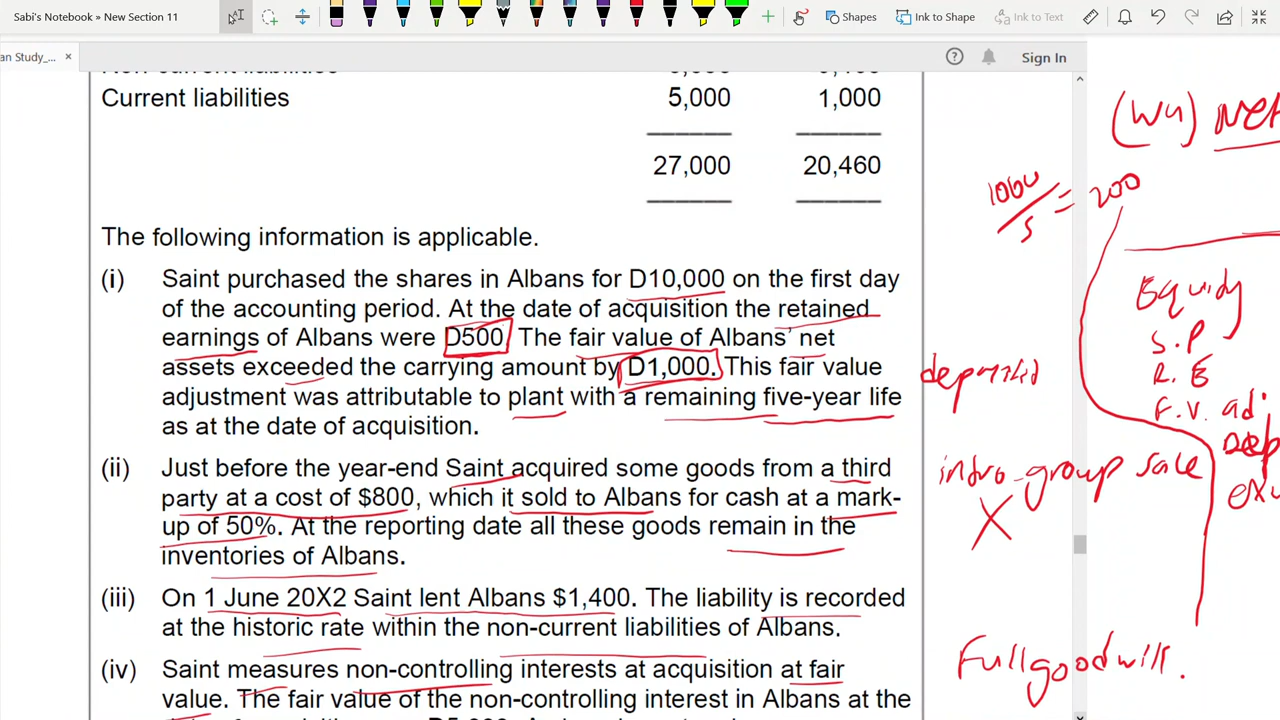 Sabi's Notebook » New Section 11
Shapes
Ink to Shape
Ink to Text
an Study_... ×
Sign In
Current liabilities 5,000 1,000
27,000 20,460
The following information is applicable.
(i) Saint purchased the shares in Albans for D10,000 on the first day
of the accounting period. At the date of acquisition the retained
earnings of Albans were D500. The fair value of Albans' net
assets exceeded the carrying amount by D1,000. This fair value
adjustment was attributable to plant with a remaining five-year life
as at the date of acquisition.
(ii) Just before the year-end Saint acquired some goods from a third
party at a cost of $800, which it sold to Albans for cash at a mark-
up of 50%. At the reporting date all these goods remain in the
inventories of Albans.
(iii) On 1 June 20X2 Saint lent Albans $1,400. The liability is recorded
at the historic rate within the non-current liabilities of Albans.
(iv) Saint measures non-controlling interests at acquisition at fair
value. The fair value of the non-controlling interest in Albans at the
1000/5 = 200
(W4) Net
Equity
S.P
R.E
F.V. adj
Dep
intra-group sale
X
Full goodwill.